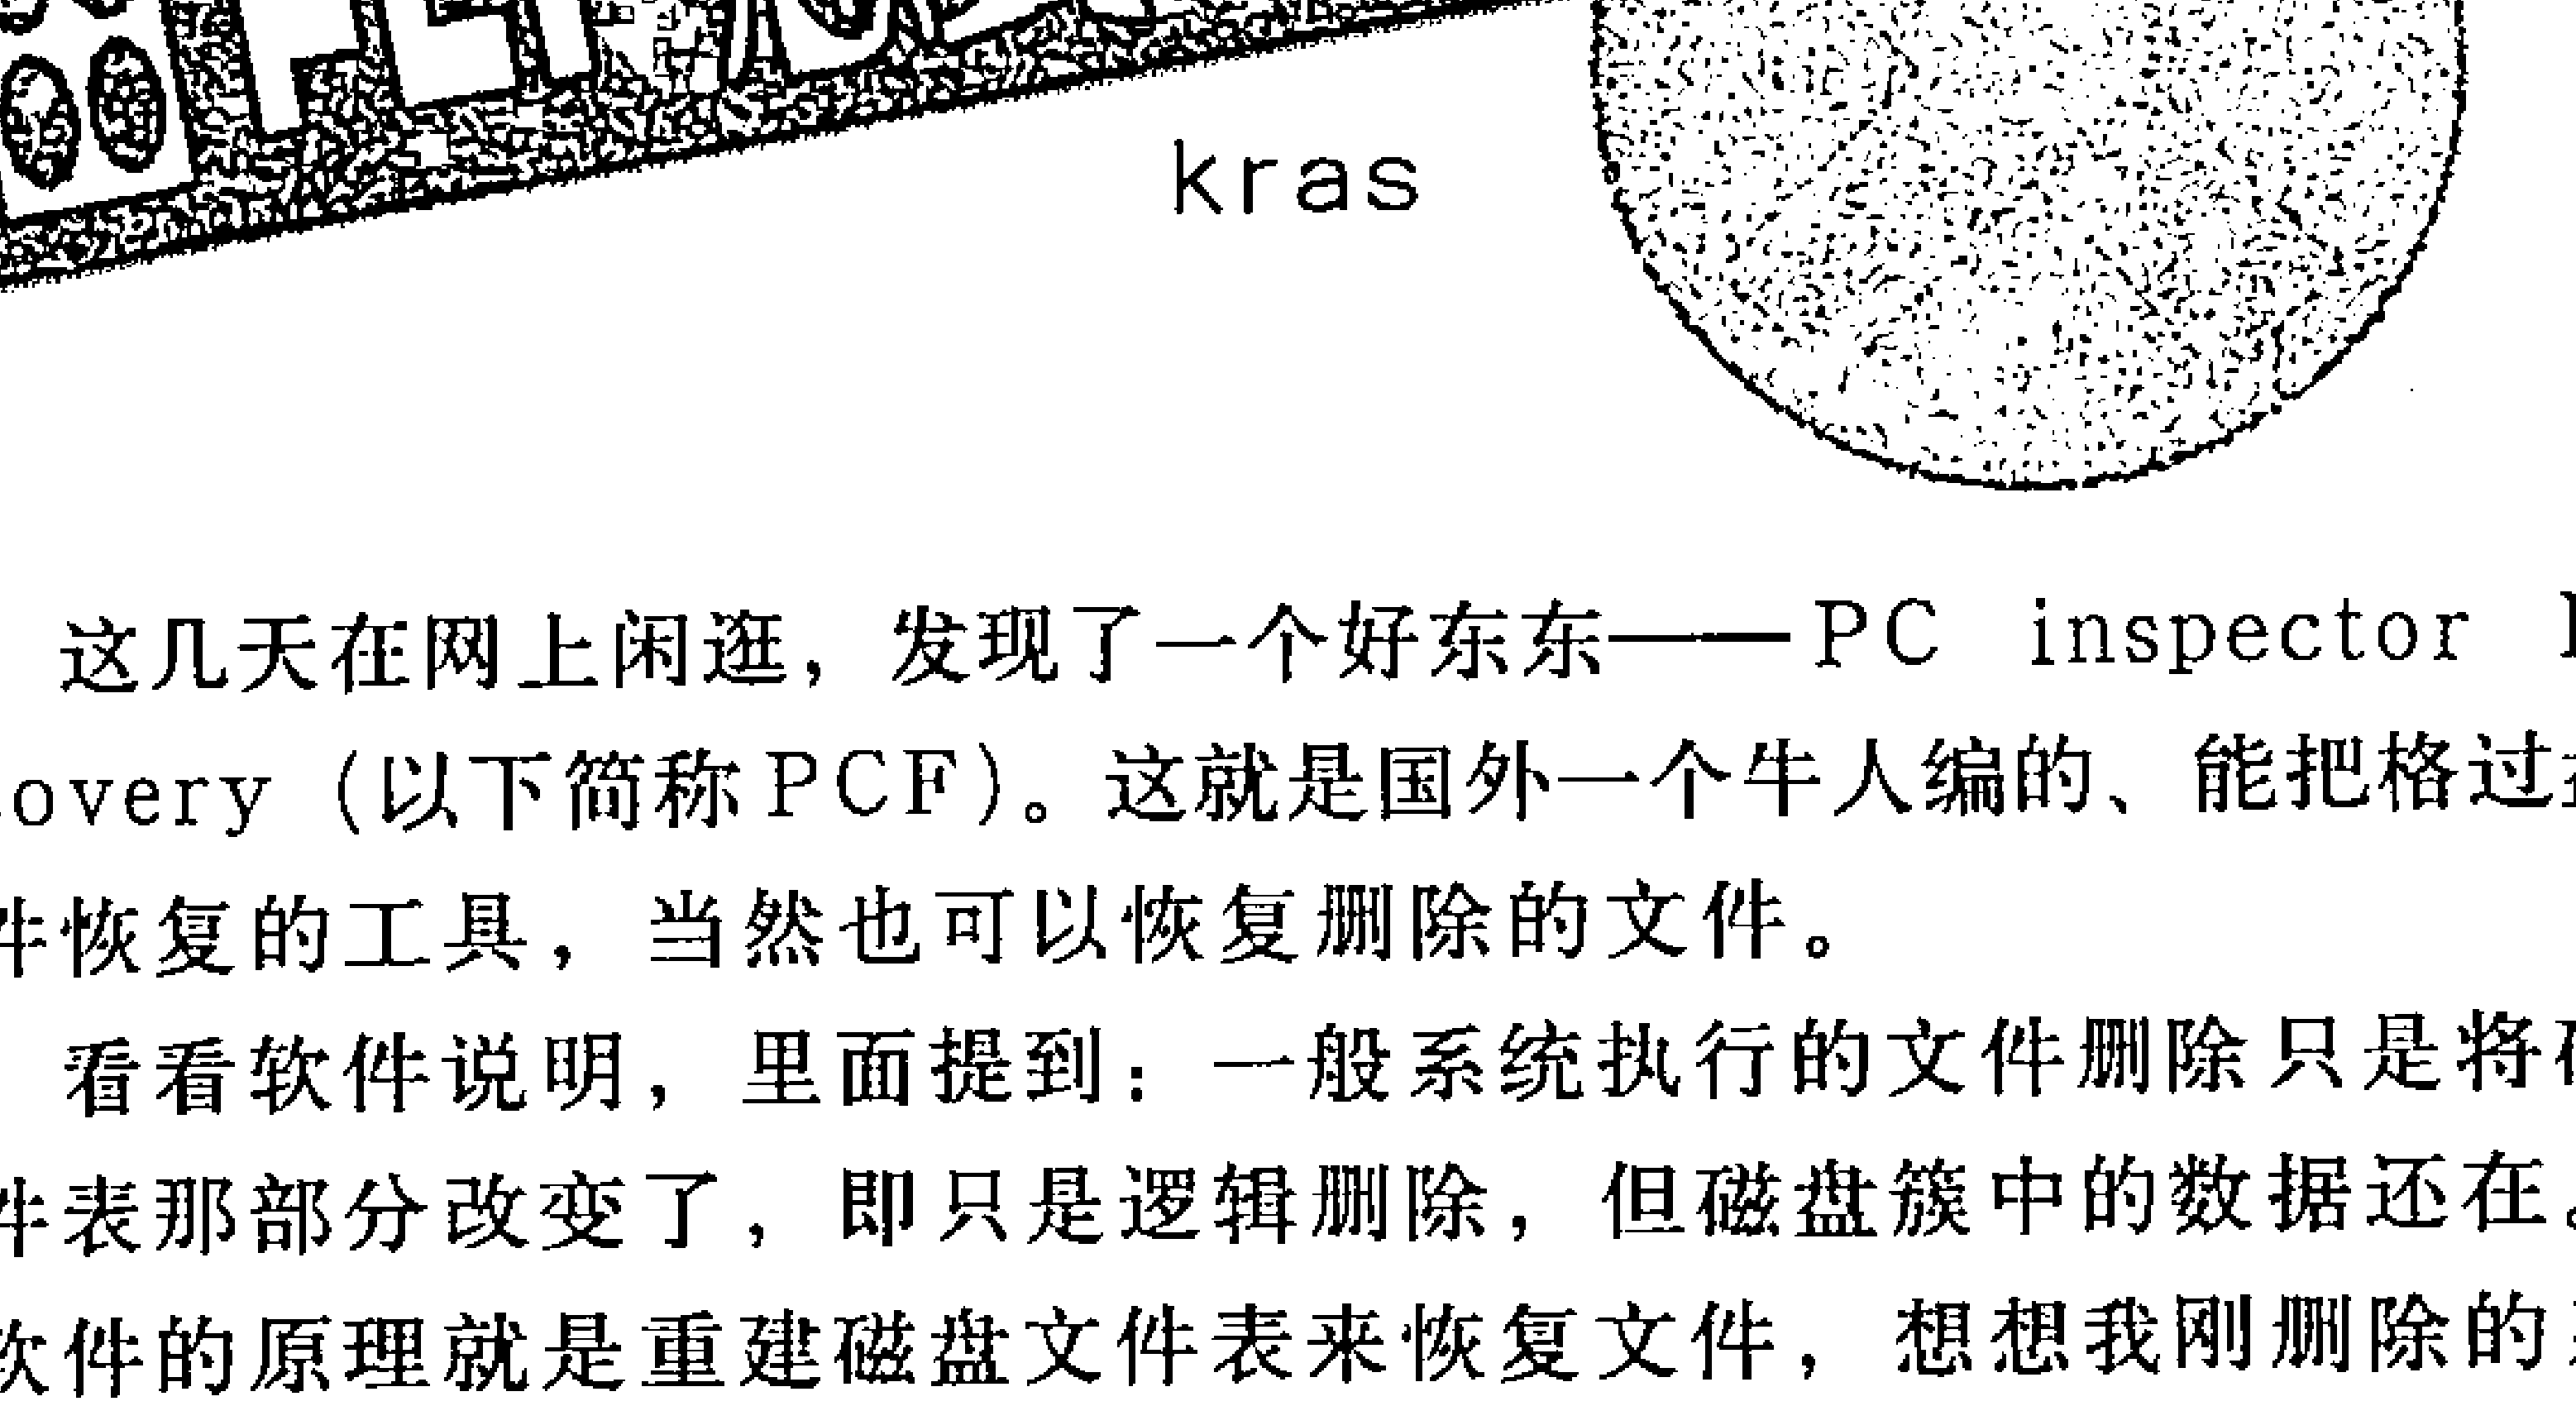 kras
这几天在网上闲逛，发现了一个好东东——PC inspector
overy (以下简称PCF)。这就是国外一个牛人编的、能把格过
件恢复的工具，当然也可以恢复删除的文件。
看看软件说明，里面提到：一般系统执行的文件删除只是将
件表那部分改变了，即只是逻辑删除，但磁盘簇中的数据还在。
软件的原理就是重建磁盘文件表来恢复文件，想想我刚删除的